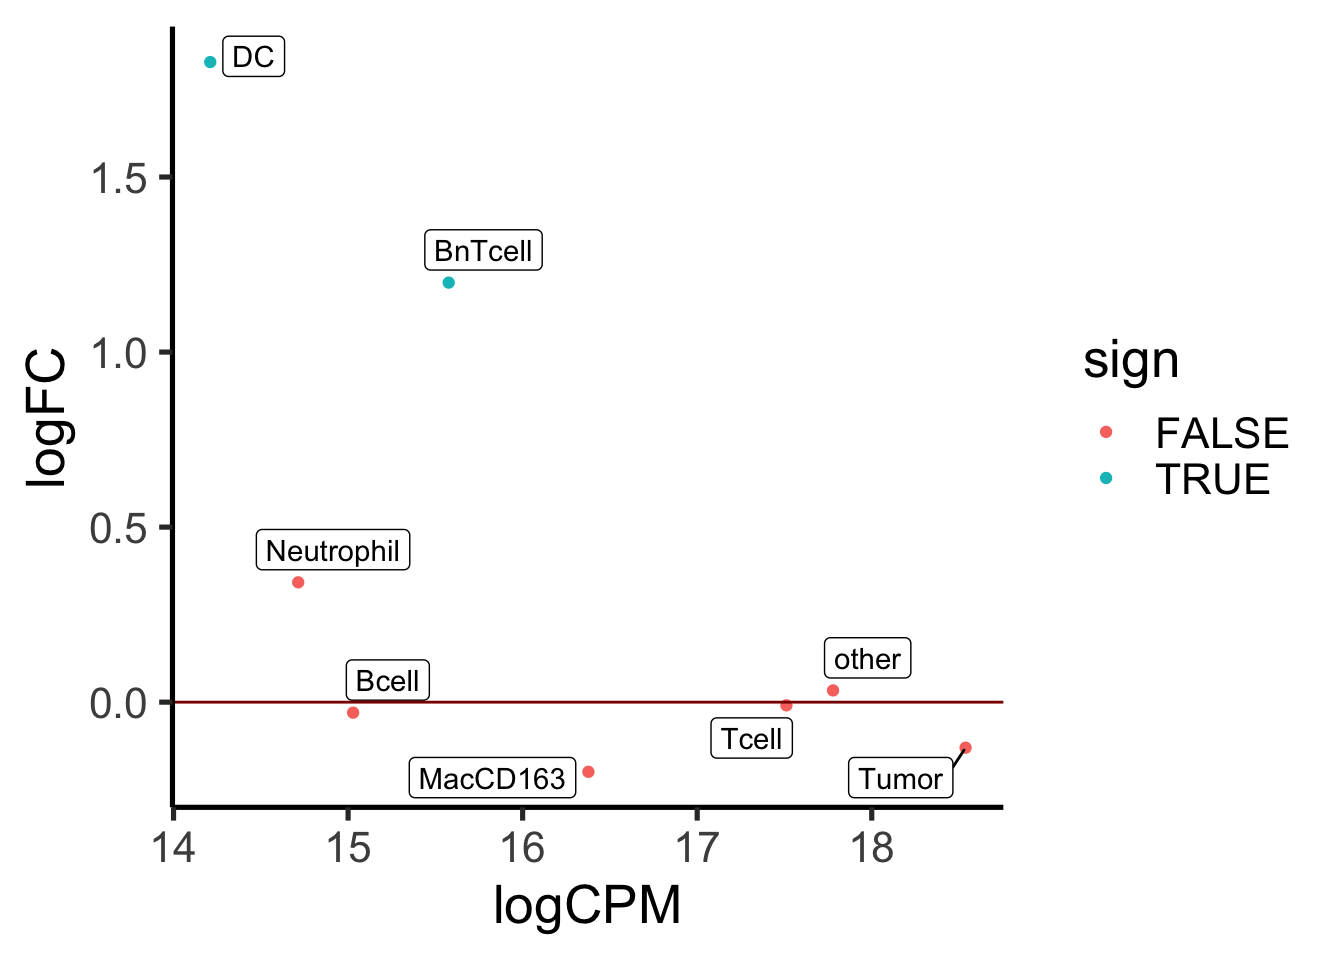 DC
1.5
BnTcell
1.0
sign
FALSE
TRUE
logFC
0.5
Neutrophil
other
Bcell
0.0
Tcell
MacCD163
Tumor
14
15
16
17
18
logCPM